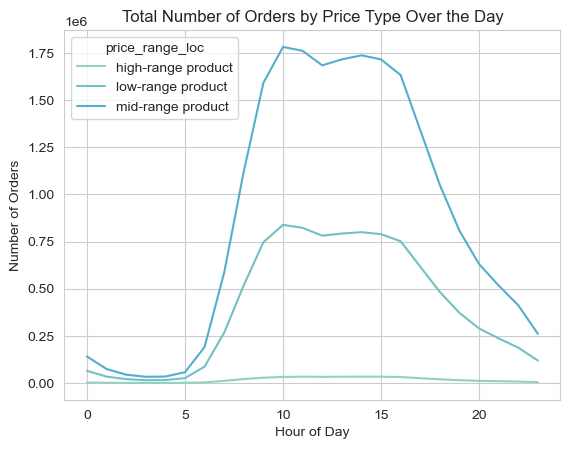 Total Number of Orders by Price Type Over the Day
1e6
price_range_loc
high-range product
low-range product
mid-range product
1.75
1.50
1.25
1.00
0.75
0.50
0.25
0.00
Number of Orders
0 5 10 15 20
Hour of Day